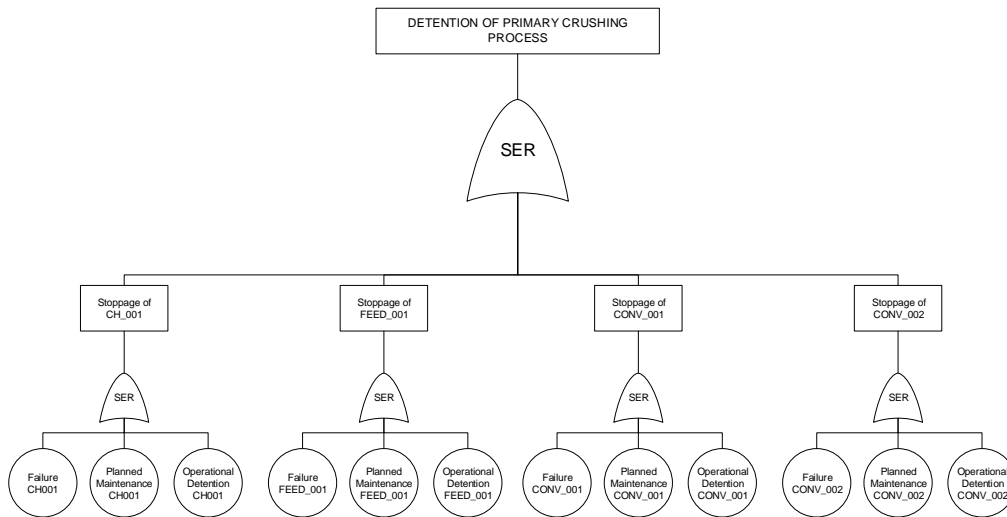 DETENTION OF PRIMARY CRUSHING
PROCESS
SER
Stoppage of
CH_001
Stoppage of
FEED_001
Stoppage of
CONV_001
Stoppage of
CONV_002
SER
SER
SER
SER
Failure
CH001
Planned
Maintenance
CH001
Operational
Detention
CH001
Failure
FEED_001
Planned
Maintenance
FEED_001
Operational
Detention
FEED_001
Failure
CONV_001
Planned
Maintenance
CONV_001
Operational
Detention
CONV_001
Failure
CONV_002
Planned
Maintenance
CONV_002
Operational
Detention
CONV_002